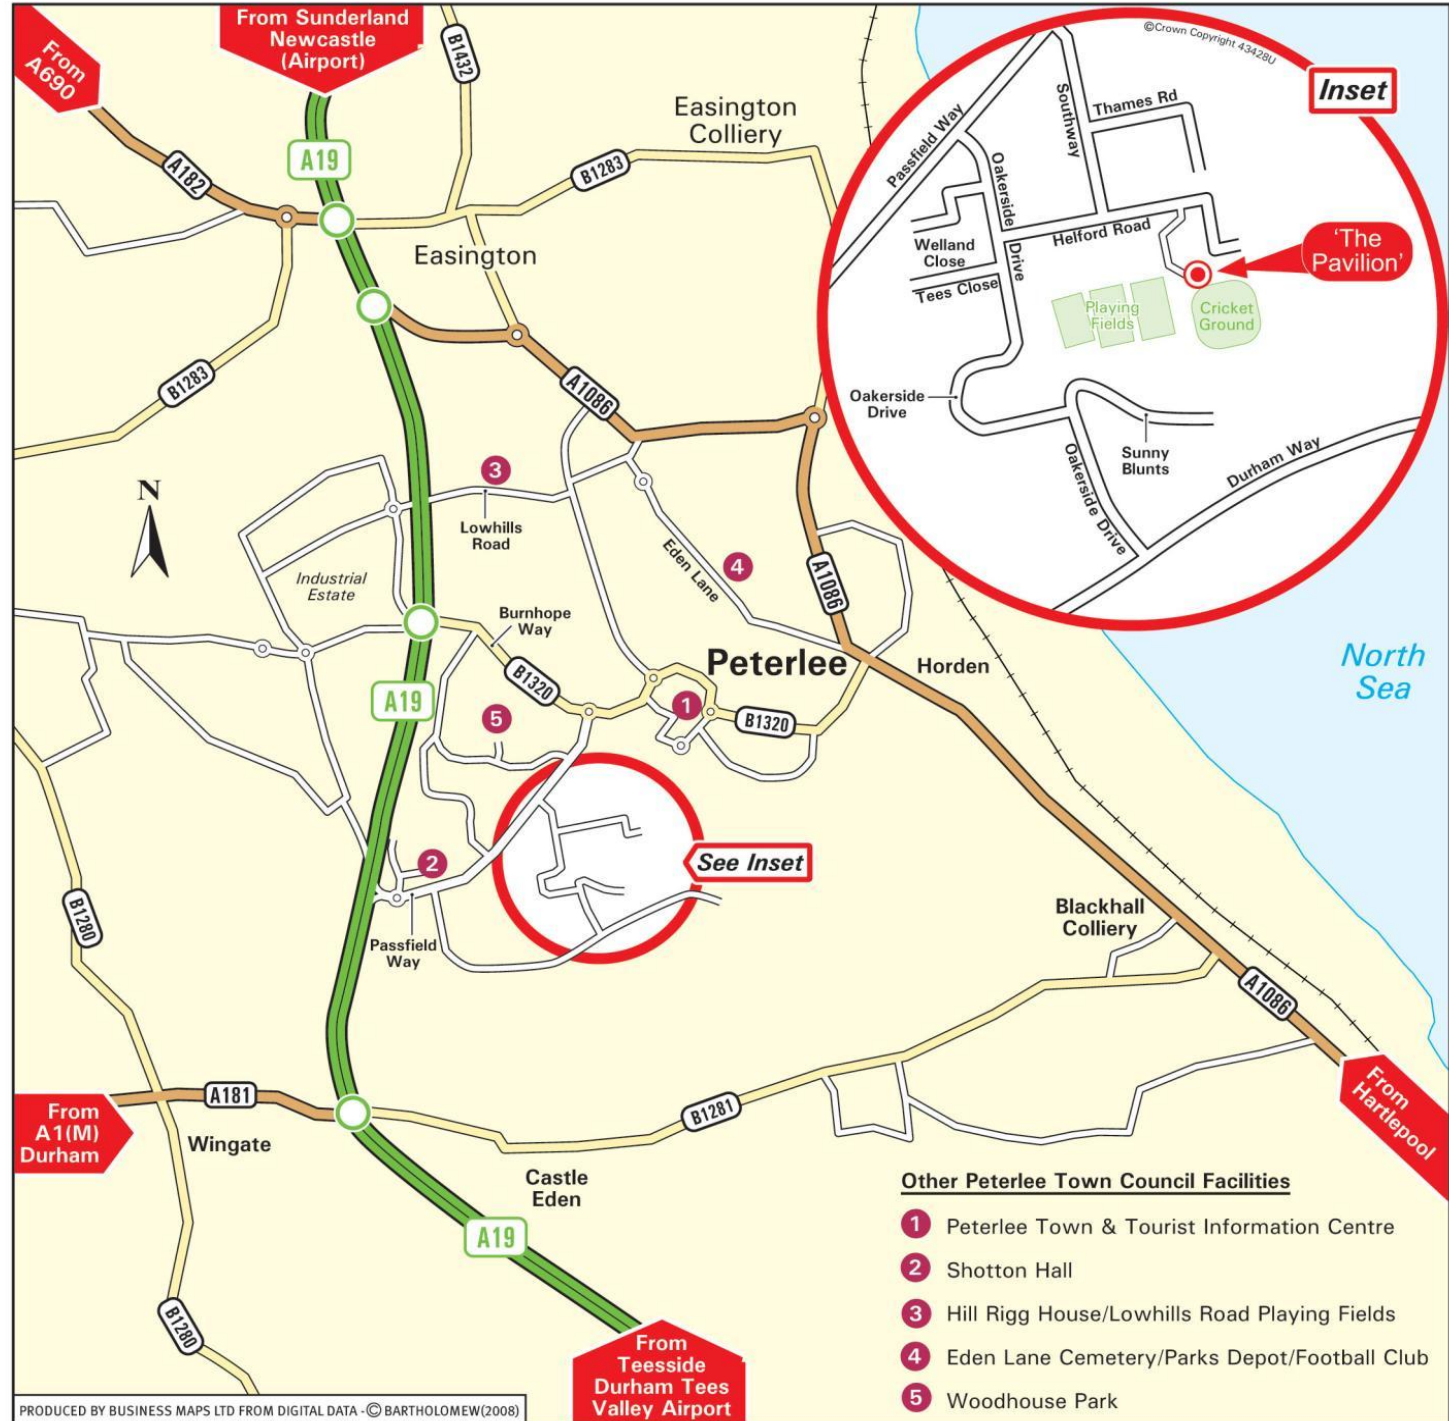 From Sunderland
Newcastle
(Airport)
From
A690
B1432
A19
A182
B1283
Easington
Colliery
Easington
B1283
A1086
©Crown Copyright 43428U
Inset
Passfield Way
Southway
Thames Rd
Oakerside
Drive
Helford Road
Welland
Close
Tees Close
'The
Pavilion'
Playing
Fields
Cricket
Ground
Oakerside
Drive
Sunny
Blunts
Oakerside Drive
Durham Way
N
3
Lowhills
Road
Industrial
Estate
Eden Lane
4
A1086
Burnhope
Way
B1320
Peterlee
Horden
North
Sea
A19
5
1
B1320
2
See Inset
Passfield
Way
B1280
Blackhall
Colliery
A1086
From
Hartlepool
From
A1(M)
Durham
A181
Wingate
B1281
Castle
Eden
A19
B1280
From
Teesside
Durham Tees
Valley Airport
Other Peterlee Town Council Facilities
1 Peterlee Town & Tourist Information Centre
2 Shotton Hall
3 Hill Rigg House/Lowhills Road Playing Fields
4 Eden Lane Cemetery/Parks Depot/Football Club
5 Woodhouse Park
PRODUCED BY BUSINESS MAPS LTD FROM DIGITAL DATA - © BARTHOLOMEW(2008)